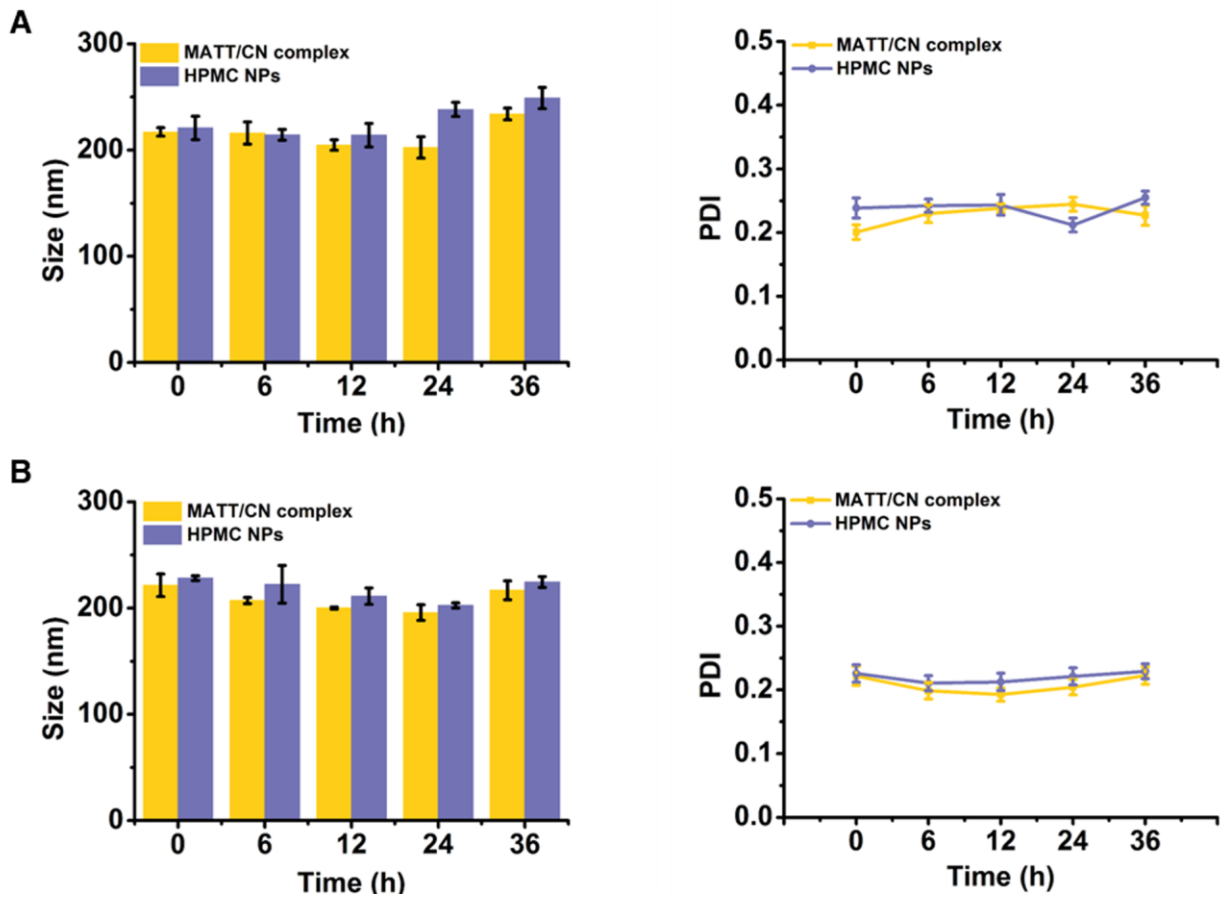 A
Size (nm)
300
200
100
0
MATT/CN complex
HPMC NPs
0 6 12 24 36
Time (h)
PDI
0.5
0.4
0.3
0.2
0.1
0.0
MATT/CN complex
HPMC NPs
0 6 12 24 36
Time (h)
B
Size (nm)
300
200
100
0
MATT/CN complex
HPMC NPs
0 6 12 24 36
Time (h)
PDI
0.5
0.4
0.3
0.2
0.1
0.0
MATT/CN complex
HPMC NPs
0 6 12 24 36
Time (h)